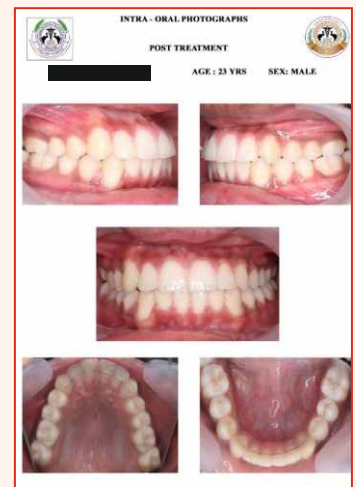 INTRA - ORAL PHOTOGRAPHS
POST TREATMENT
AGE : 23 YRS SEX: MALE